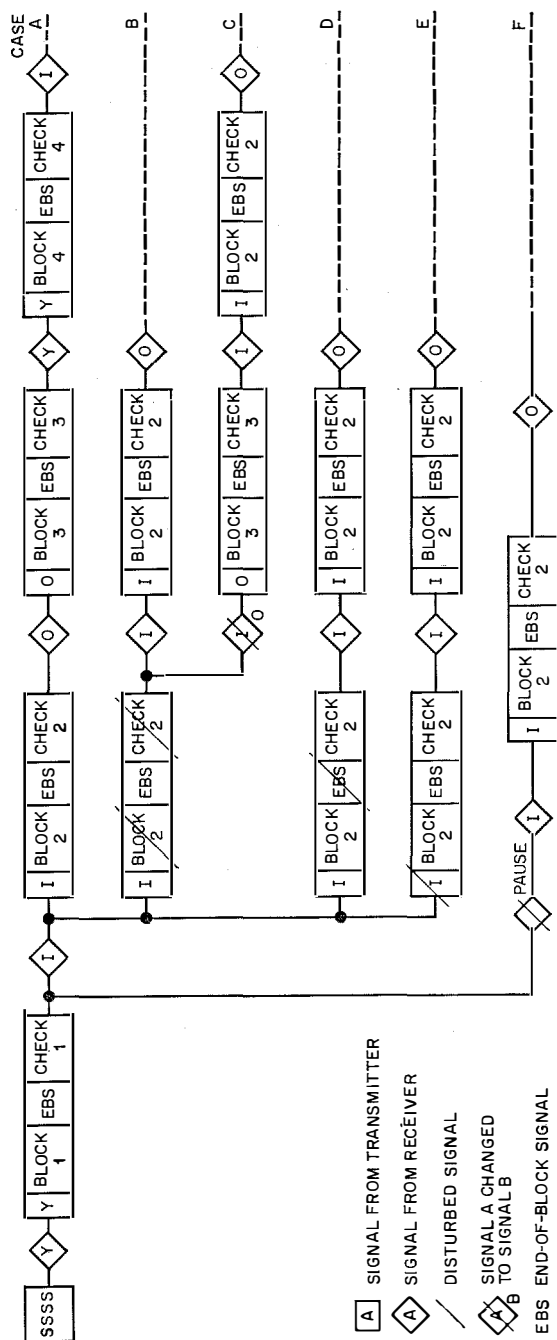 CASE
SSSS Y Y BLOCK 1 EBS CHECK 1 I I BLOCK 2 EBS CHECK 2 O O BLOCK 3 EBS CHECK 3 Y Y BLOCK 4 EBS CHECK 4 I A
I BLOCK 2 EBS CHECK 2 I I BLOCK 2 EBS CHECK 2 O B
I O O BLOCK 3 EBS CHECK 3 I I BLOCK 2 EBS CHECK 2 O C
I BLOCK 2 EBS CHECK 2 I I BLOCK 2 EBS CHECK 2 O D
I BLOCK 2 EBS CHECK 2 I I BLOCK 2 EBS CHECK 2 O E
PAUSE I I BLOCK 2 EBS CHECK 2 O F
A SIGNAL FROM TRANSMITTER
A SIGNAL FROM RECEIVER
DISTURBED SIGNAL
A B SIGNAL A CHANGED
TO SIGNAL B
EBS END-OF-BLOCK SIGNAL